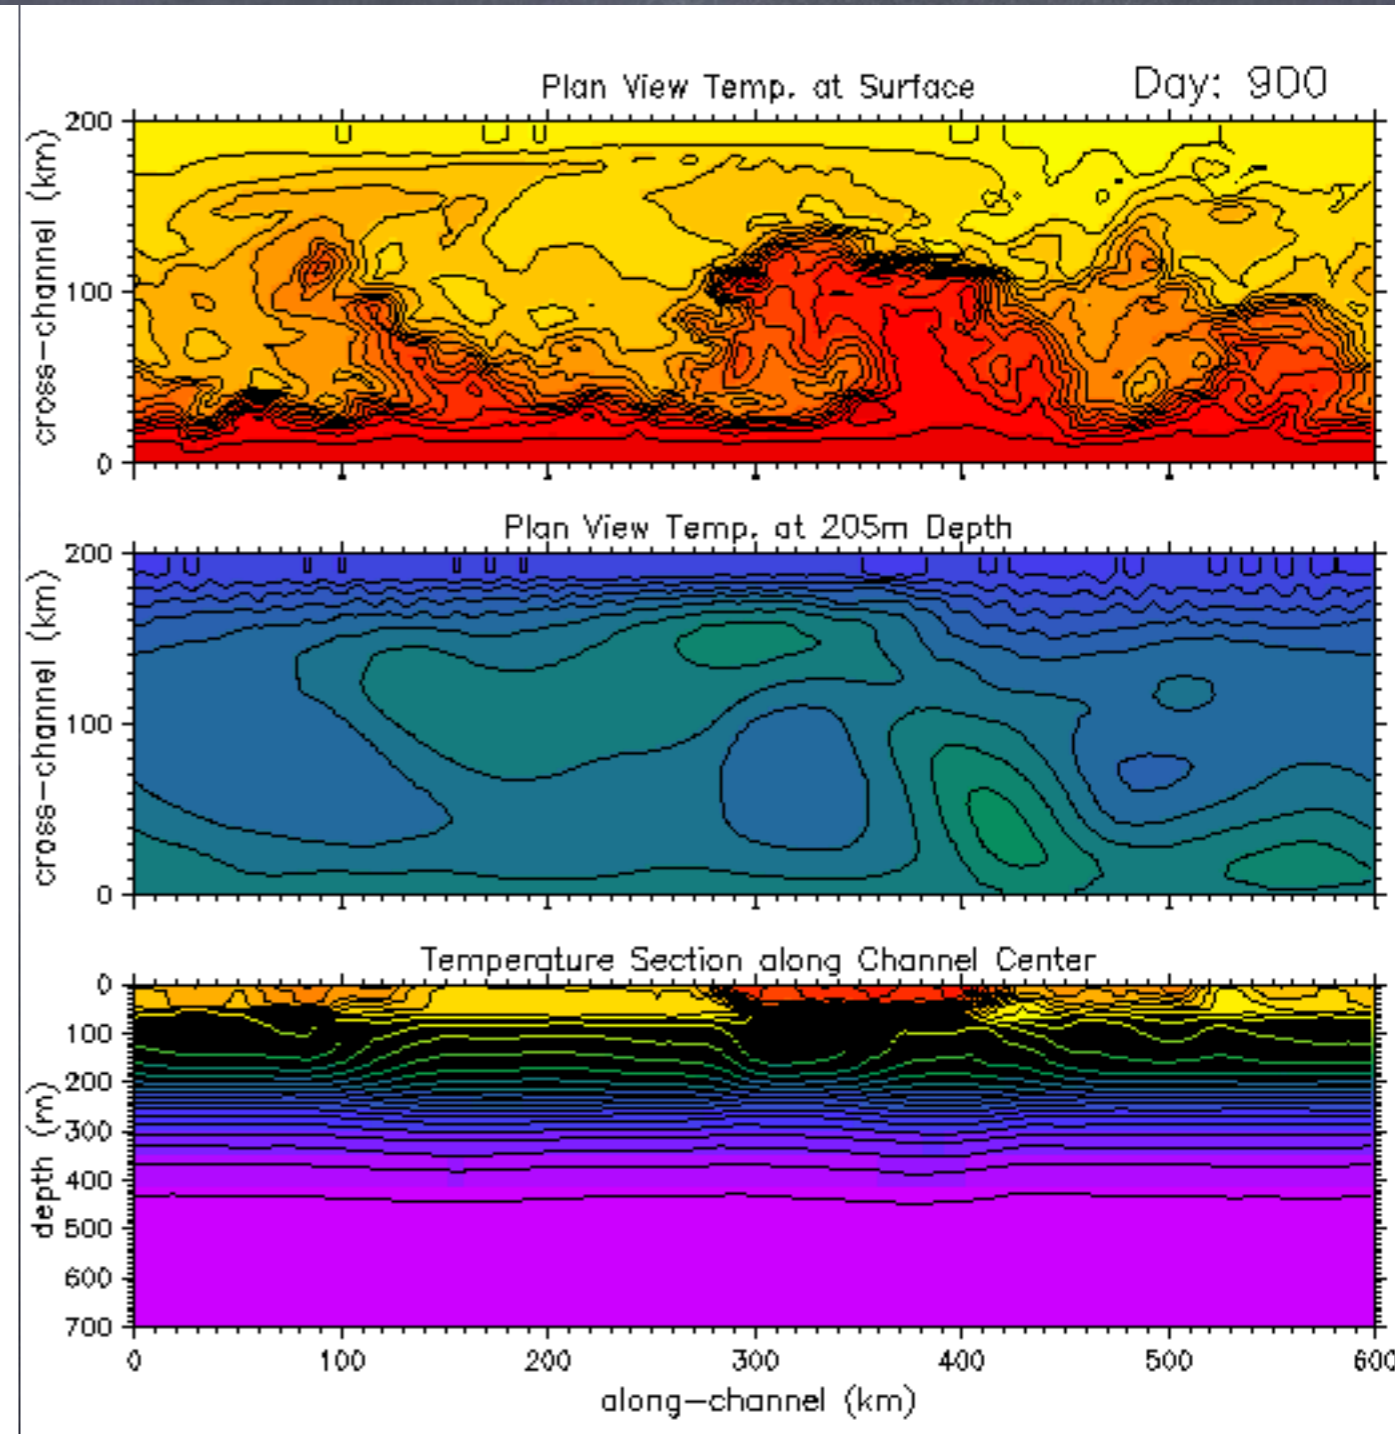 Plan View Temp. at Surface
Day: 900
200
100
0
cross-channel (km)
Plan View Temp. at 205m Depth
200
100
0
cross-channel (km)
Temperature Section along Channel Center
0
100
200
300
400
500
600
700
depth (m)
0 100 200 300 400 500 600
along-channel (km)